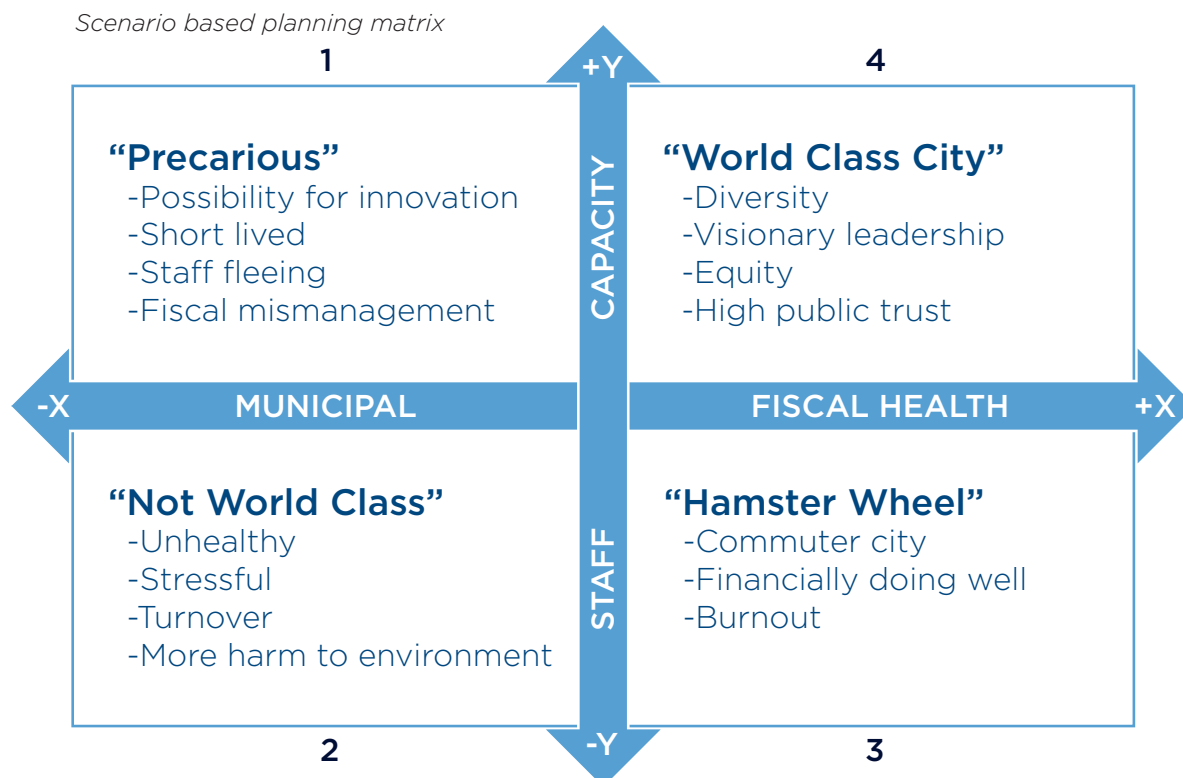 Scenario based planning matrix
1
4
+Y
“Precarious”
-Possibility for innovation
-Short lived
-Staff fleeing
-Fiscal mismanagement
“World Class City”
-Diversity
-Visionary leadership
-Equity
-High public trust
STAFF CAPACITY
-X
MUNICIPAL FISCAL HEALTH
+X
“Not World Class”
-Unhealthy
-Stressful
-Turnover
-More harm to environment
“Hamster Wheel”
-Commuter city
-Financially doing well
-Burnout
-Y
2
3